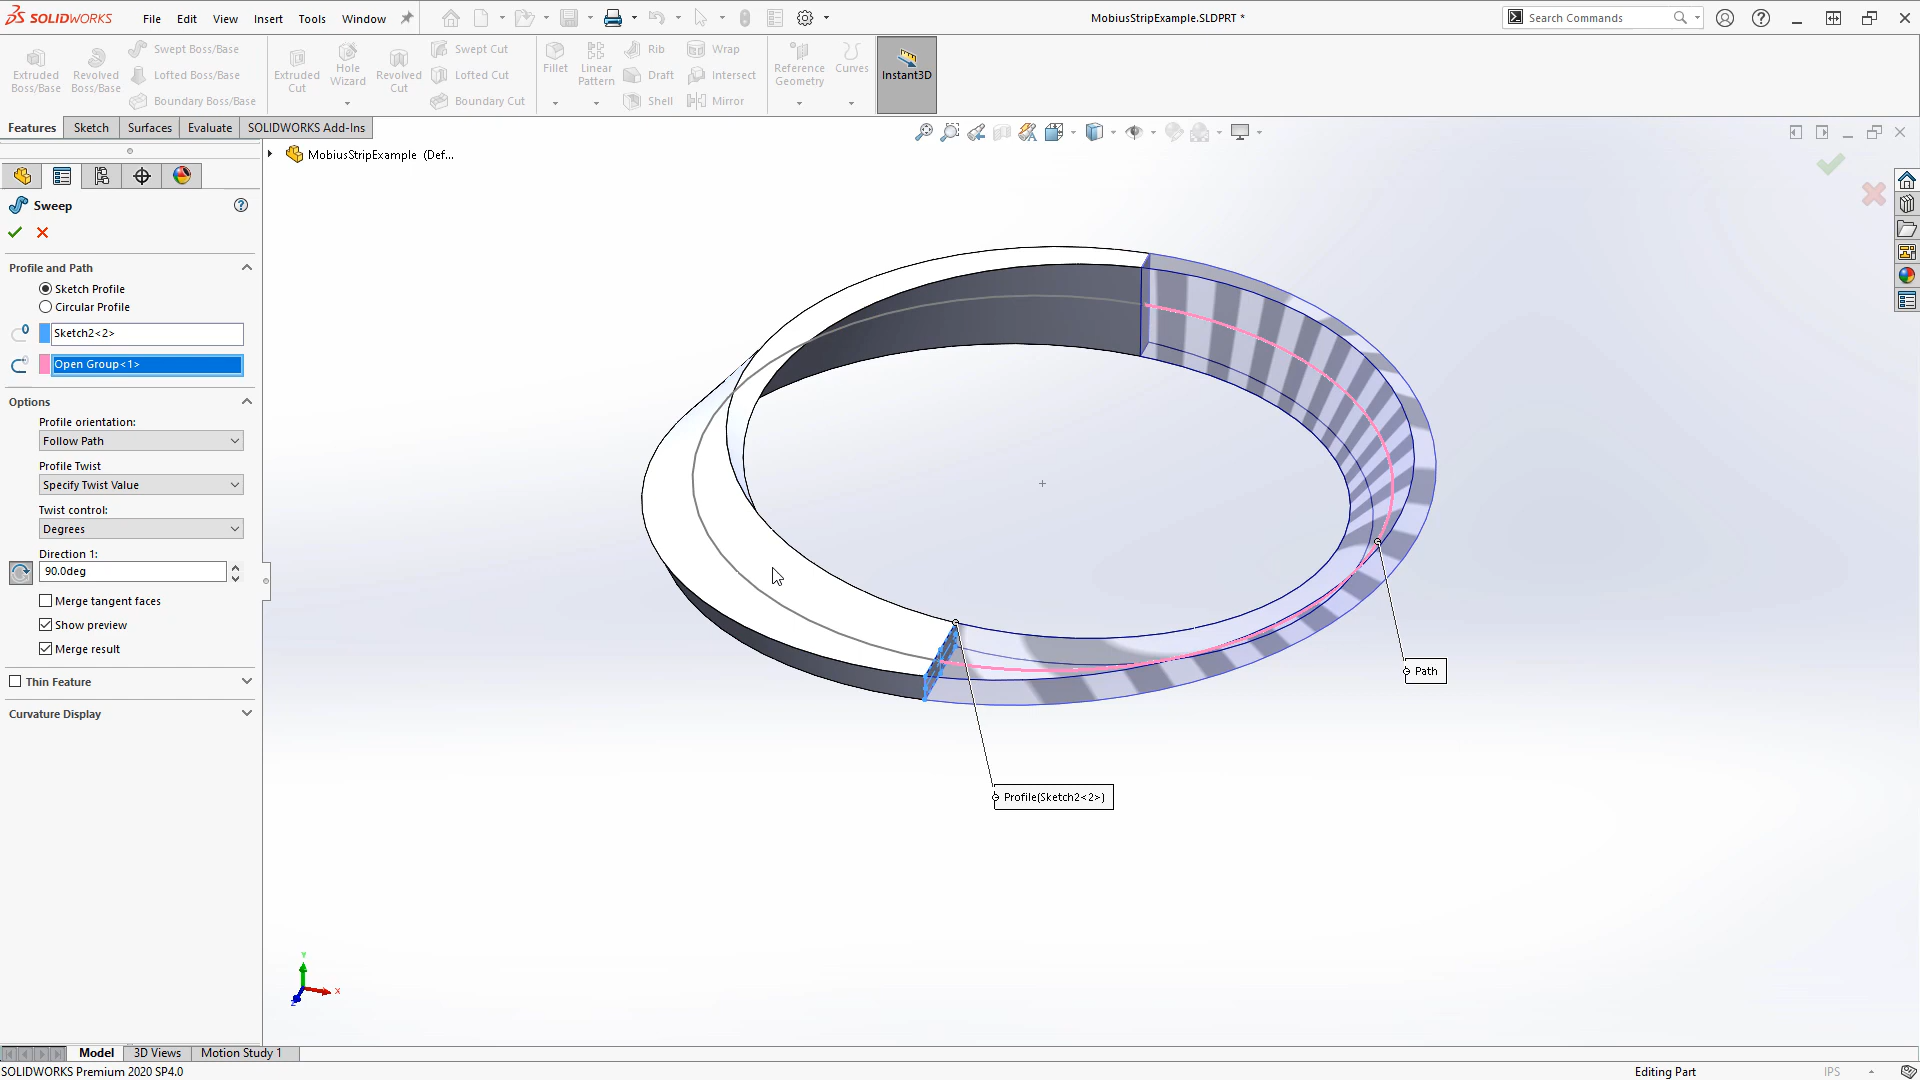 SOLIDWORKS File Edit View Insert Tools Window MobiusStripExample.SLDPRT * Search Commands
Extruded Boss/Base
Revolved Boss/Base
Swept Boss/Base
Lofted Boss/Base
Boundary Boss/Base
Extruded Cut
Hole Wizard
Revolved Cut
Swept Cut
Lofted Cut
Boundary Cut
Fillet
Linear Pattern
Rib
Draft
Shell
Wrap
Intersect
Mirror
Reference Geometry
Curves
Instant3D
Features Sketch Surfaces Evaluate SOLIDWORKS Add-Ins
MobiusStripExample (Def...
Sweep
Profile and Path
Sketch Profile
Circular Profile
Sketch2<2>
Open Group<1>
Options
Profile orientation:
Follow Path
Profile Twist
Specify Twist Value
Twist control:
Degrees
Direction 1:
90.0deg
Merge tangent faces
Show preview
Merge result
Thin Feature
Curvature Display
Path
Profile(Sketch2<2>)
Y
X
Z
Model 3D Views Motion Study 1
SOLIDWORKS Premium 2020 SP4.0 Editing Part IPS